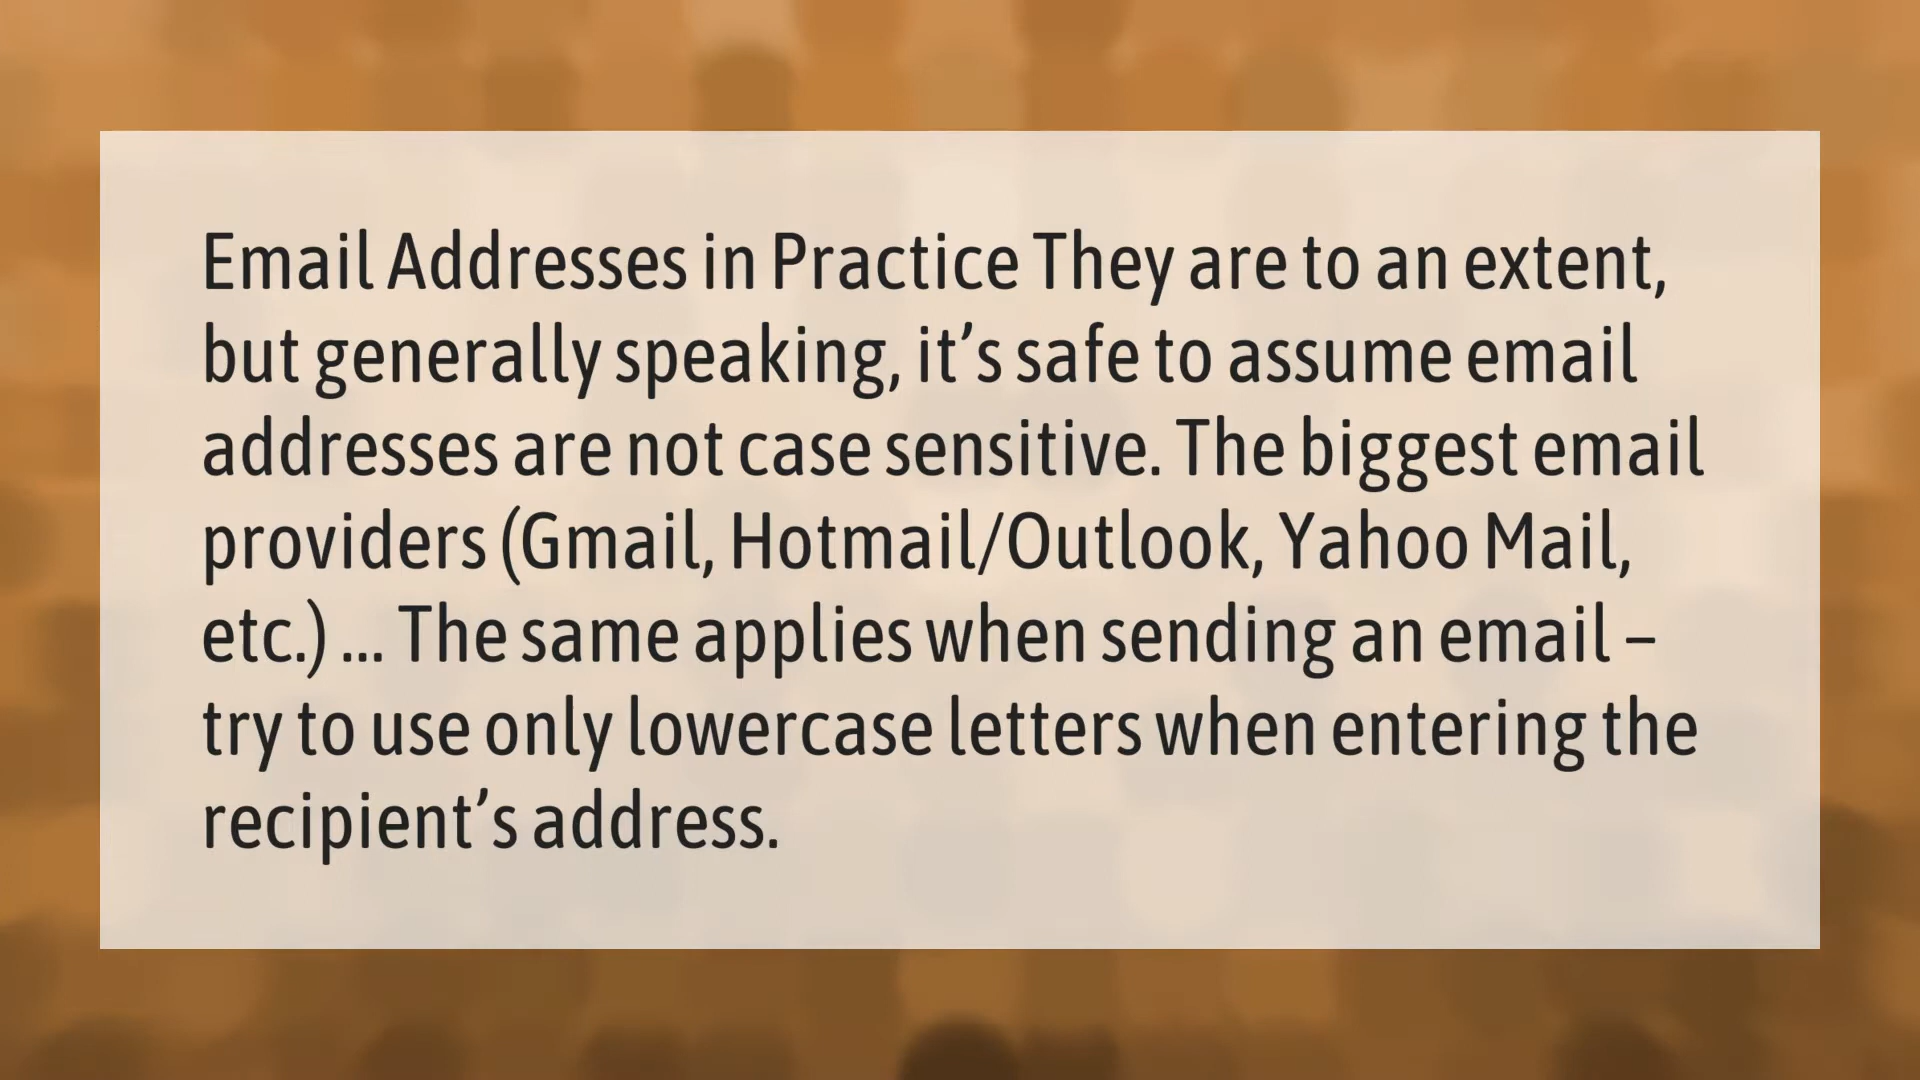 Email Addresses in Practice They are to an extent,
but generally speaking, it’s safe to assume email
addresses are not case sensitive. The biggest email
providers (Gmail, Hotmail/Outlook, Yahoo Mail,
etc.) ... The same applies when sending an email –
try to use only lowercase letters when entering the
recipient’s address.